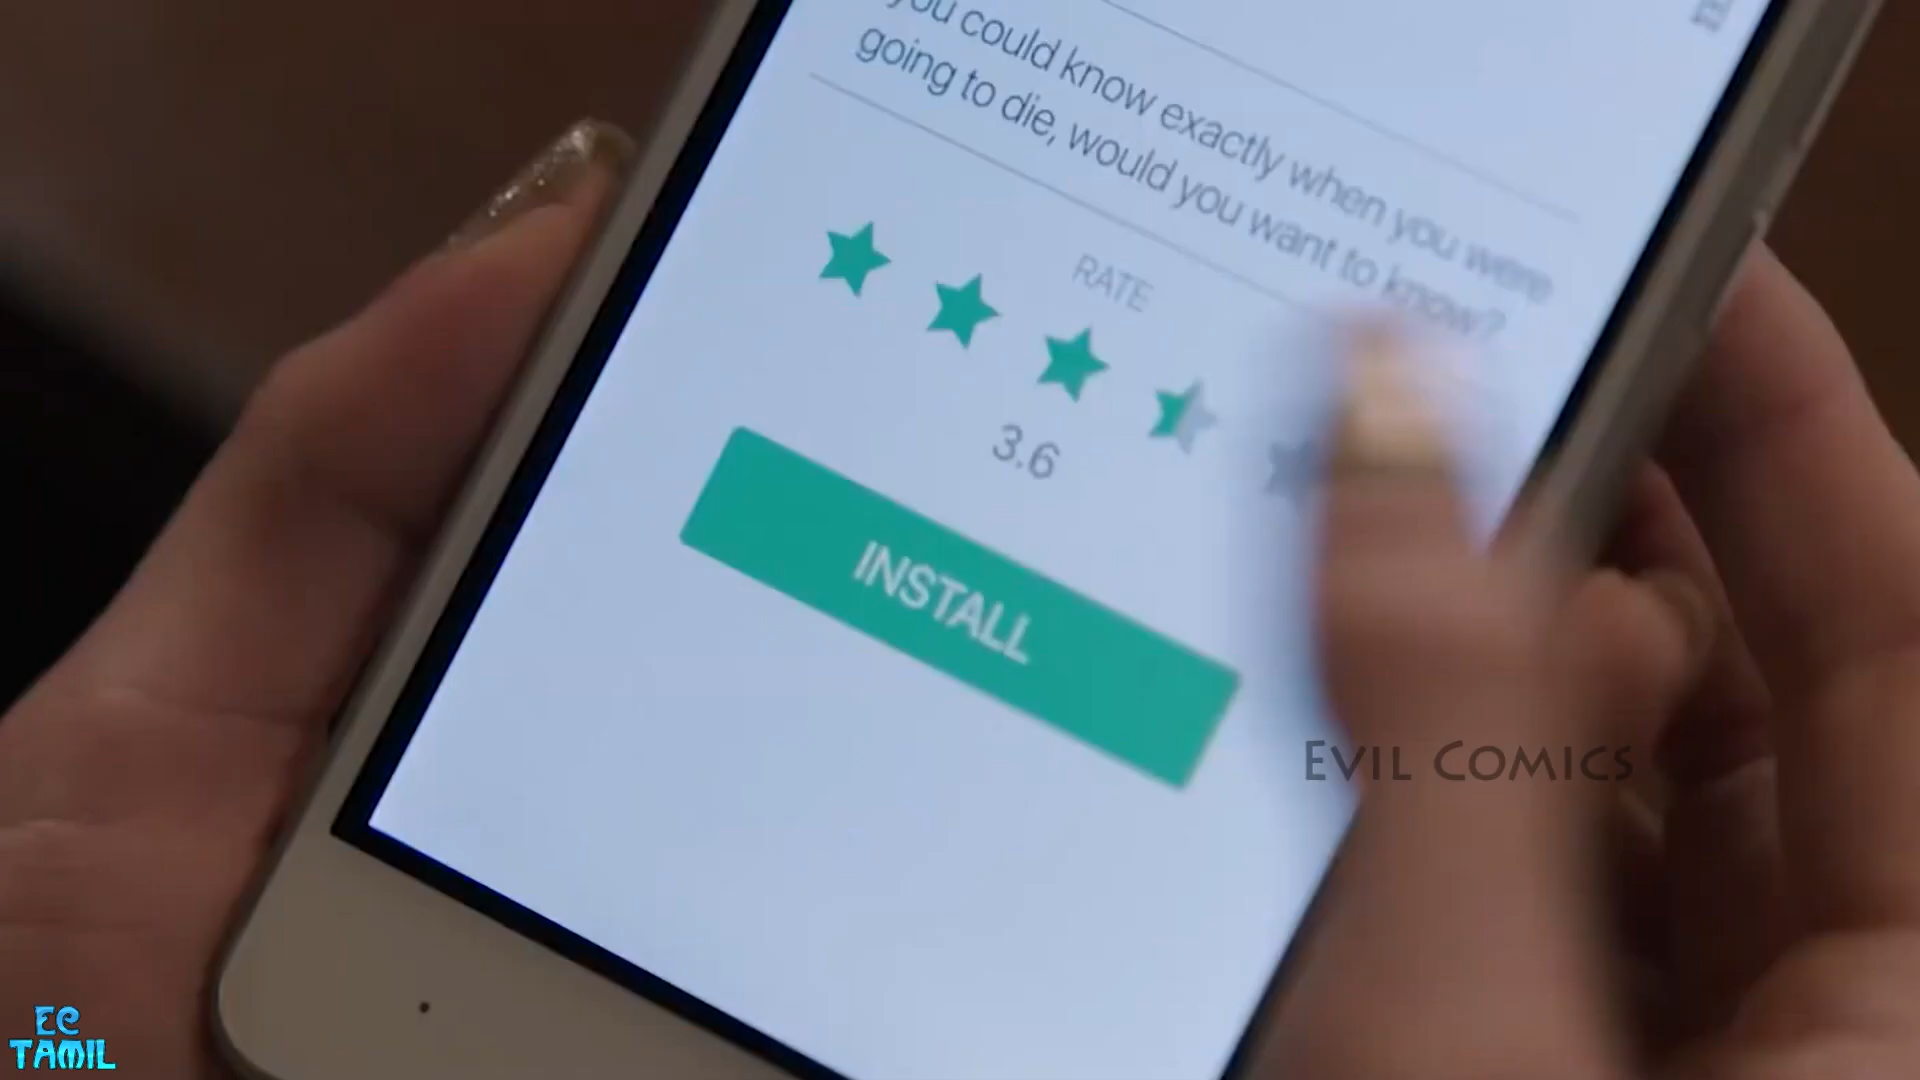 you could know exactly when you were
going to die, would you want to know?
RATE
3.6
INSTALL
EVIL COMICS
EC
TAMIL